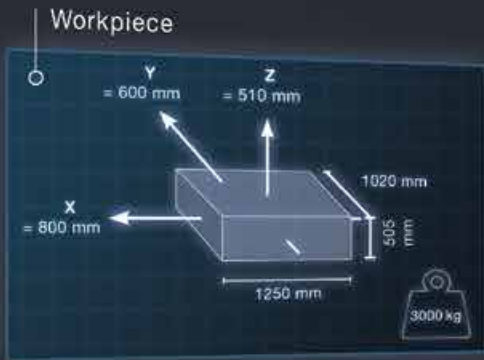 Workpiece
Y
= 600 mm
Z
= 510 mm
1020 mm
X
= 800 mm
505
mm
1250 mm
3000 kg